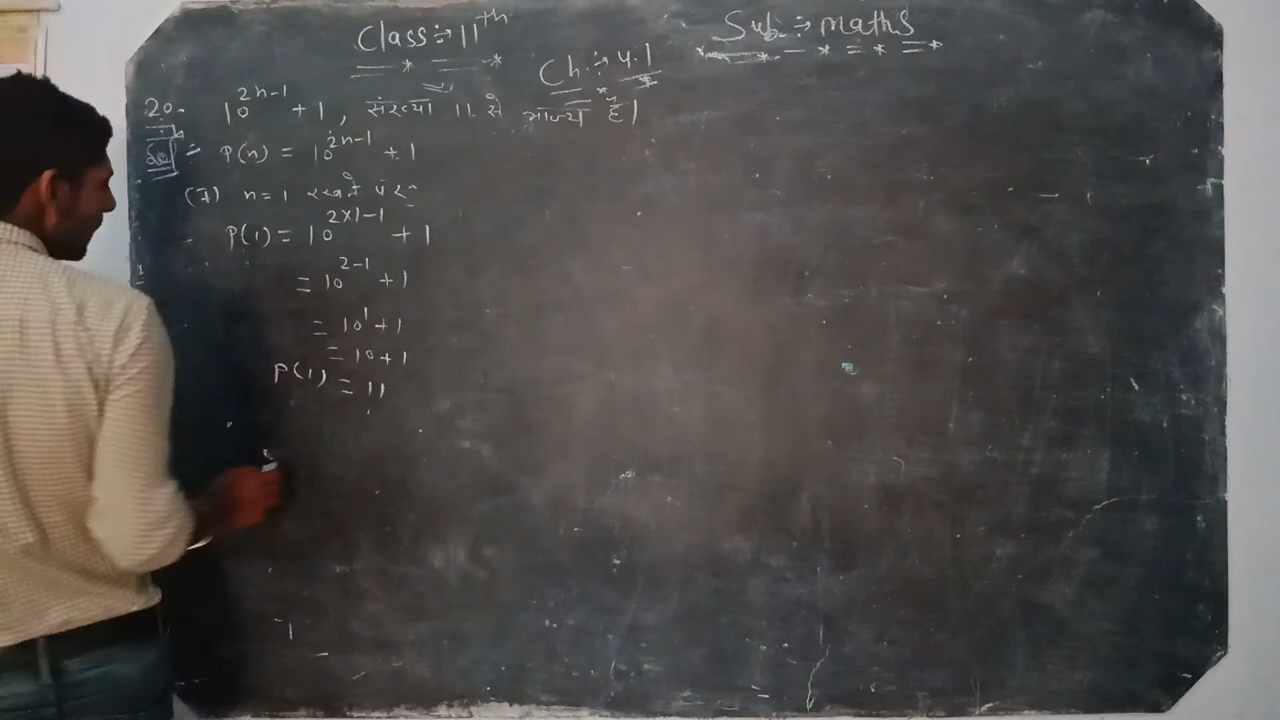 Class:- 11th
Sub:- maths
Ch:- 4.1
20. 10^{2n-1} + 1, संख्या 11 से भाज्य है।
Sol:- P(n) = 10^{2n-1} + 1
n = 1 रखने पर
P(1) = 10^{2×1-1} + 1
= 10^{2-1} + 1
= 10^1 + 1
= 10 + 1
P(1) = 11